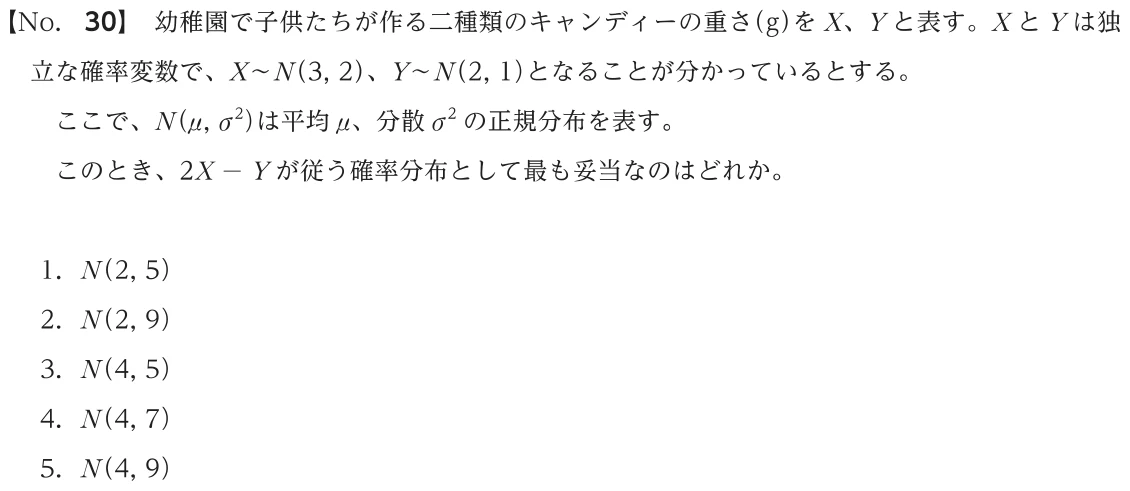 【No. 30】 幼稚園で子供たちが作る二種類のキャンディーの重さ(g)を X、Yと表す。XとYは独
立な確率変数で、X~N(3, 2)、Y~N(2, 1)となることが分かっているとする。
ここで、N(μ, σ²)は平均 μ、分散 σ² の正規分布を表す。
このとき、2X − Yが従う確率分布として最も妥当なのはどれか。
1. N(2, 5)
2. N(2, 9)
3. N(4, 5)
4. N(4, 7)
5. N(4, 9)